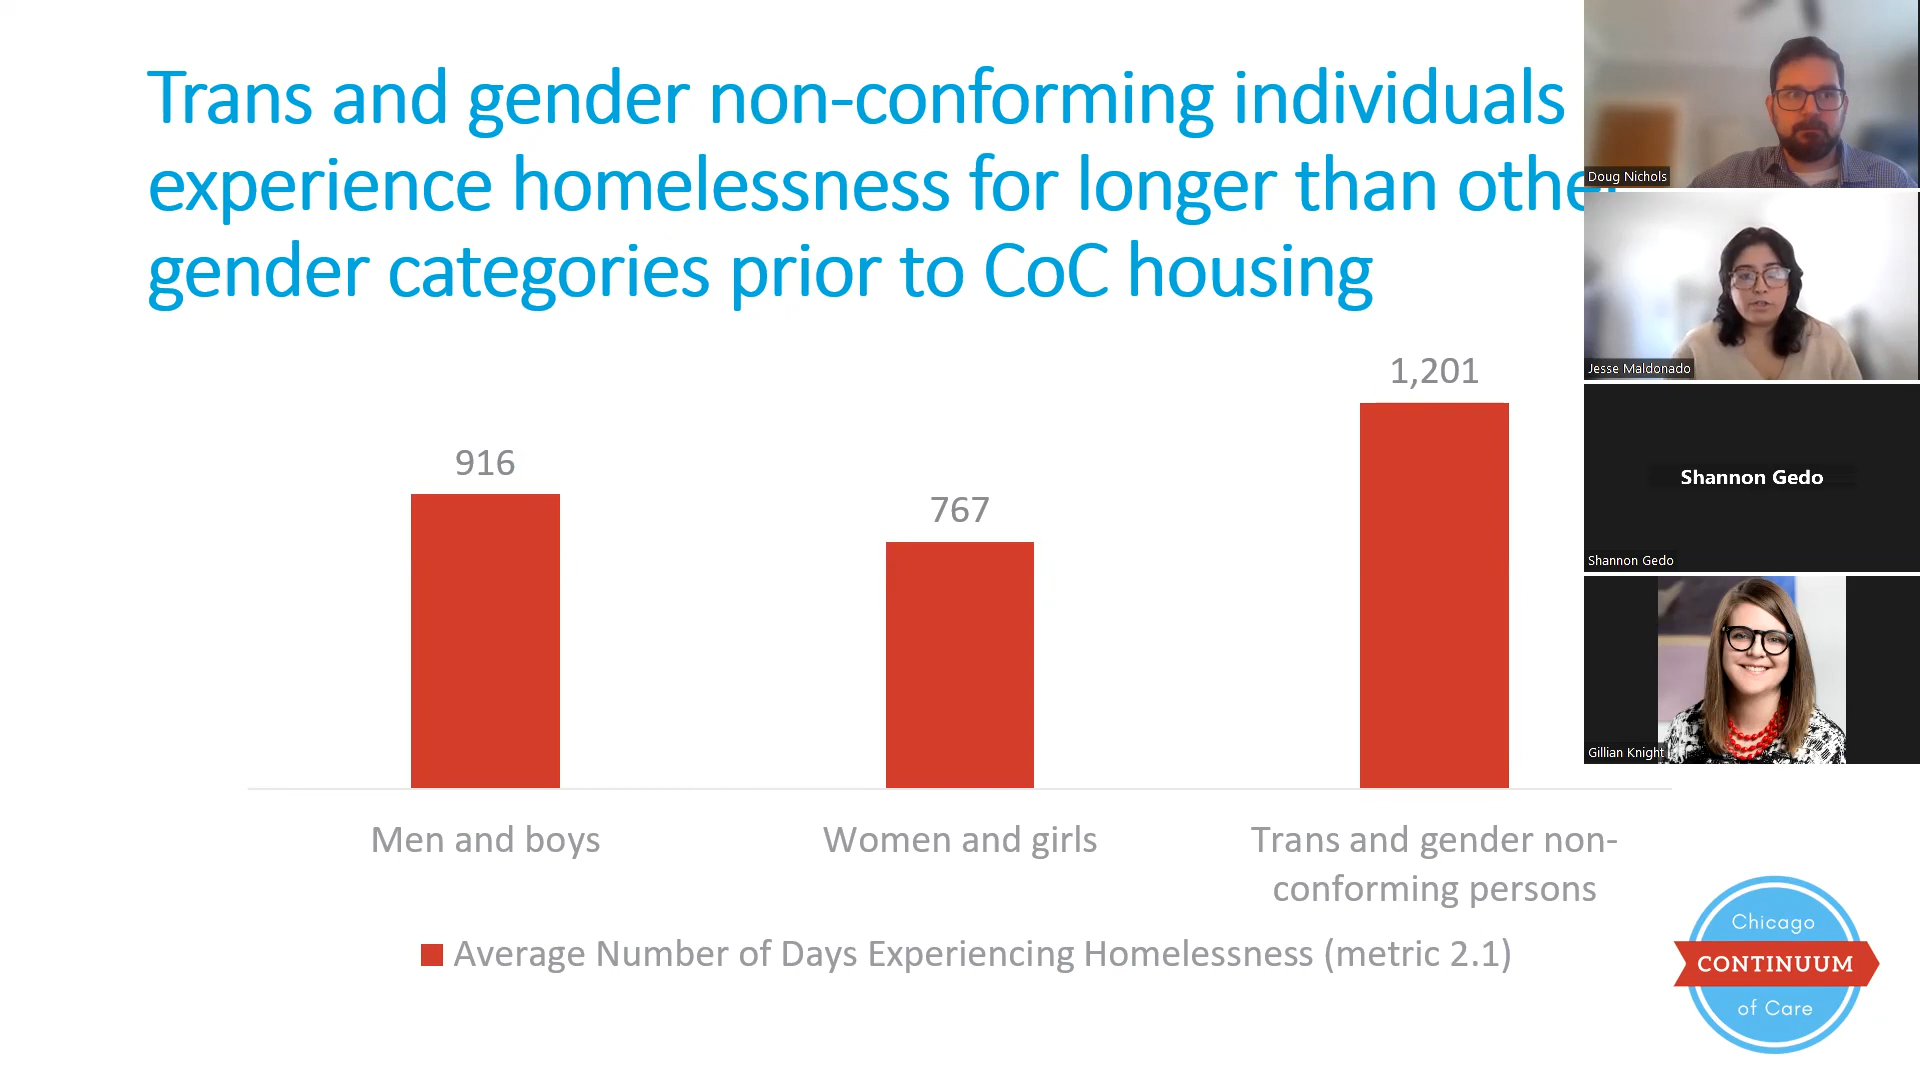 Trans and gender non-conforming individuals
experience homelessness for longer than other
gender categories prior to CoC housing
1,201
916
767
Men and boys
Women and girls
Trans and gender non-
conforming persons
Average Number of Days Experiencing Homelessness (metric 2.1)
Doug Nichols
Jesse Maldonado
Shannon Gedo
Shannon Gedo
Gillian Knight
Chicago
CONTINUUM
of Care